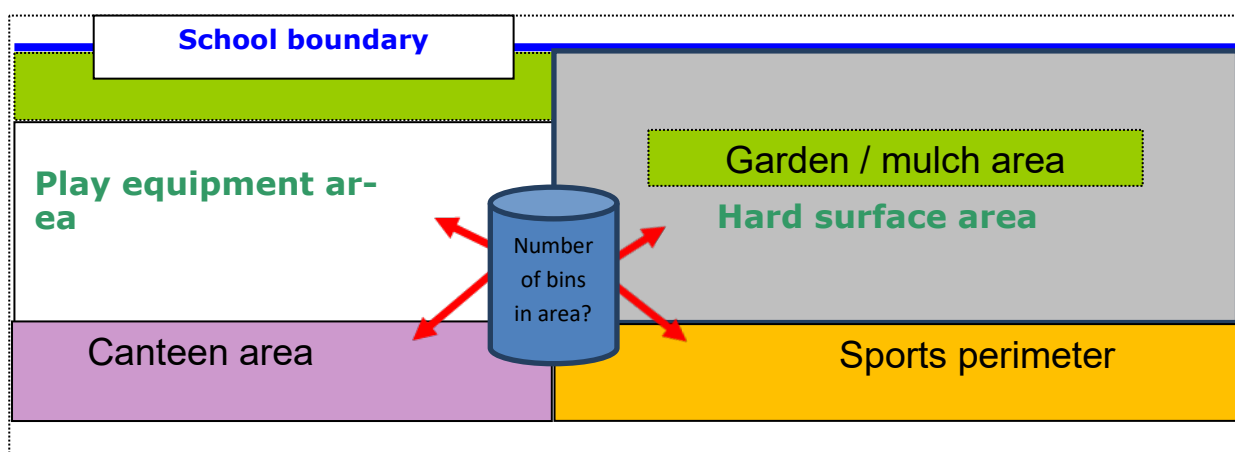 School boundary
Garden / mulch area
Play equipment ar-
ea
Hard surface area
Number
of bins
in area?
Canteen area
Sports perimeter